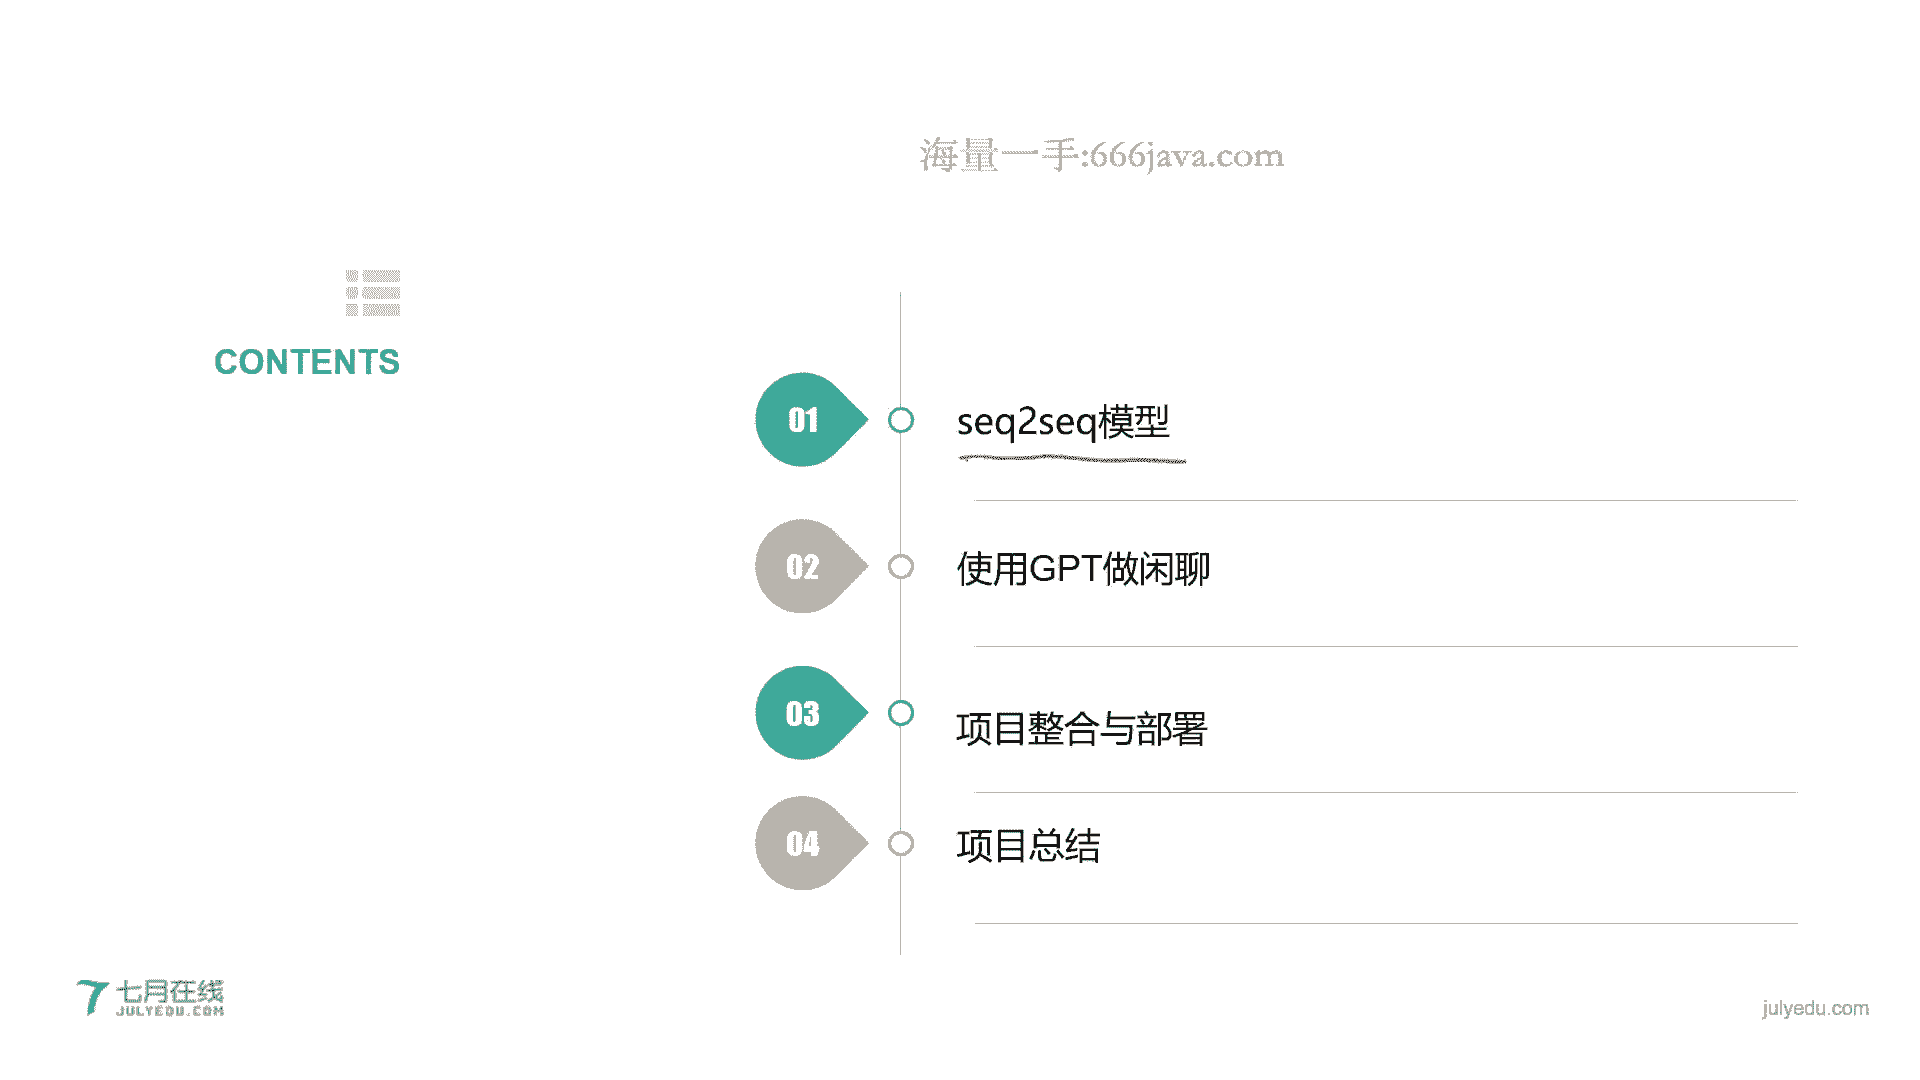 海量一手:666java.com
CONTENTS
01
seq2seq模型
02
使用GPT做闲聊
03
项目整合与部署
04
项目总结
七月在线
JULYEDU.COM
julyedu.com